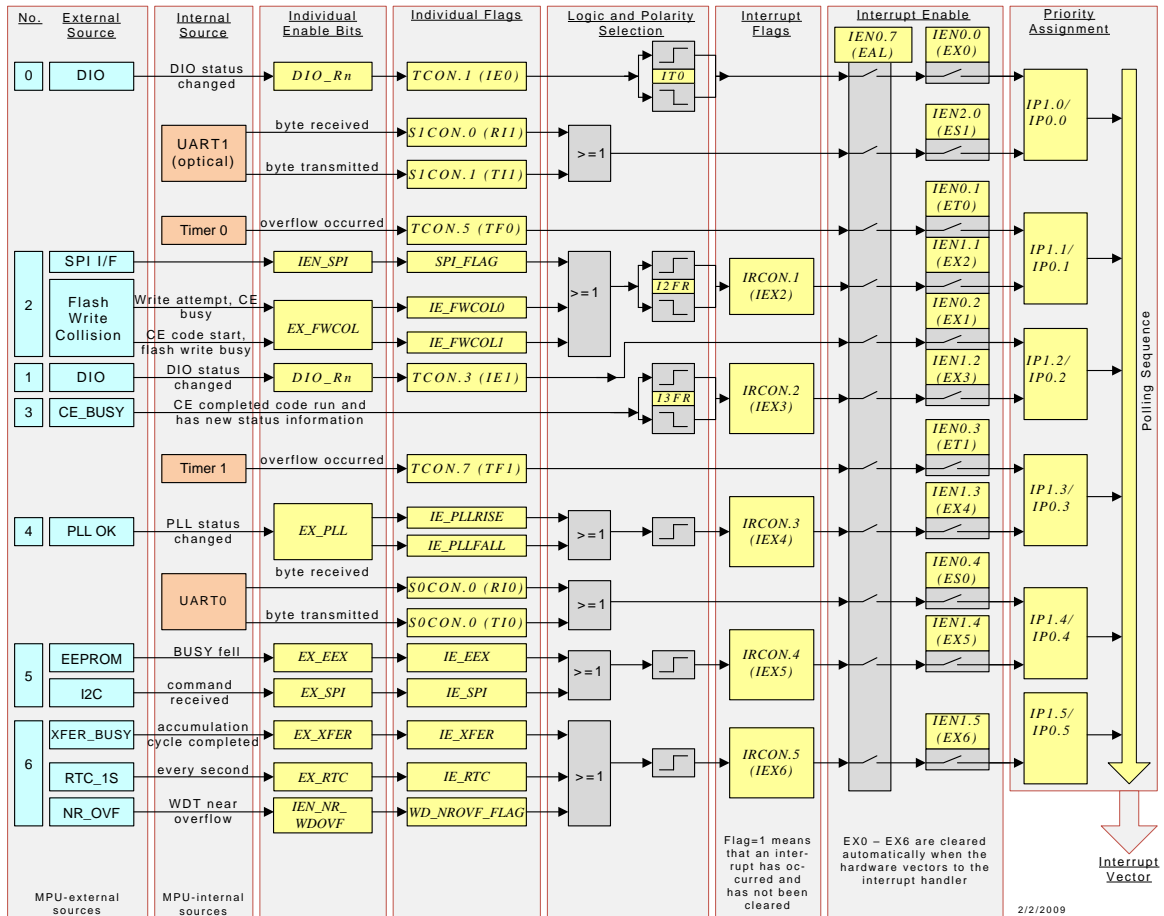 No.
External
Source
Internal
Source
Individual
Enable Bits
Individual Flags
Logic and Polarity
Selection
Interrupt
Flags
Interrupt Enable
Priority
Assignment
IEN0.7
(EAL)
IEN0.0
(EX0)
0
DIO
DIO status
changed
DIO_Rn
TCON.1 (IE0)
IT0
IP1.0/
IP0.0
UART1
(optical)
byte received
S1CON.0 (RI1)
byte transmitted
S1CON.1 (TI1)
>=1
IEN2.0
(ES1)
Timer 0
overflow occurred
TCON.5 (TF0)
IEN0.1
(ET0)
IP1.1/
IP0.1
2
SPI I/F
IEN_SPI
SPI_FLAG
Flash
Write
Collision
Write attempt, CE
busy
CE code start,
flash write busy
EX_FWCOL
IE_FWCOL0
IE_FWCOL1
>=1
I2FR
IRCON.1
(IEX2)
IEN1.1
(EX2)
IEN0.2
(EX1)
1
DIO
DIO status
changed
DIO_Rn
TCON.3 (IE1)
IP1.2/
IP0.2
3
CE_BUSY
CE completed code run and
has new status information
I3FR
IRCON.2
(IEX3)
IEN1.2
(EX3)
Timer 1
overflow occurred
TCON.7 (TF1)
IEN0.3
(ET1)
IP1.3/
IP0.3
4
PLL OK
PLL status
changed
EX_PLL
IE_PLLRISE
IE_PLLFALL
>=1
IRCON.3
(IEX4)
IEN1.3
(EX4)
UART0
byte received
S0CON.0 (RI0)
byte transmitted
S0CON.0 (TI0)
>=1
IEN0.4
(ES0)
IP1.4/
IP0.4
5
EEPROM
BUSY fell
EX_EEX
IE_EEX
I2C
command
received
EX_SPI
IE_SPI
>=1
IRCON.4
(IEX5)
IEN1.4
(EX5)
6
XFER_BUSY
accumulation
cycle completed
EX_XFER
IE_XFER
RTC_1S
every second
EX_RTC
IE_RTC
NR_OVF
WDT near
overflow
IEN_NR_
WDOVF
WD_NROVF_FLAG
>=1
IRCON.5
(IEX6)
IEN1.5
(EX6)
IP1.5/
IP0.5
Polling Sequence
Interrupt
Vector
MPU-external
sources
MPU-internal
sources
Flag=1 means
that an inter-
rupt has oc-
curred and
has not been
cleared
EX0 – EX6 are cleared
automatically when the
hardware vectors to the
interrupt handler
2/2/2009